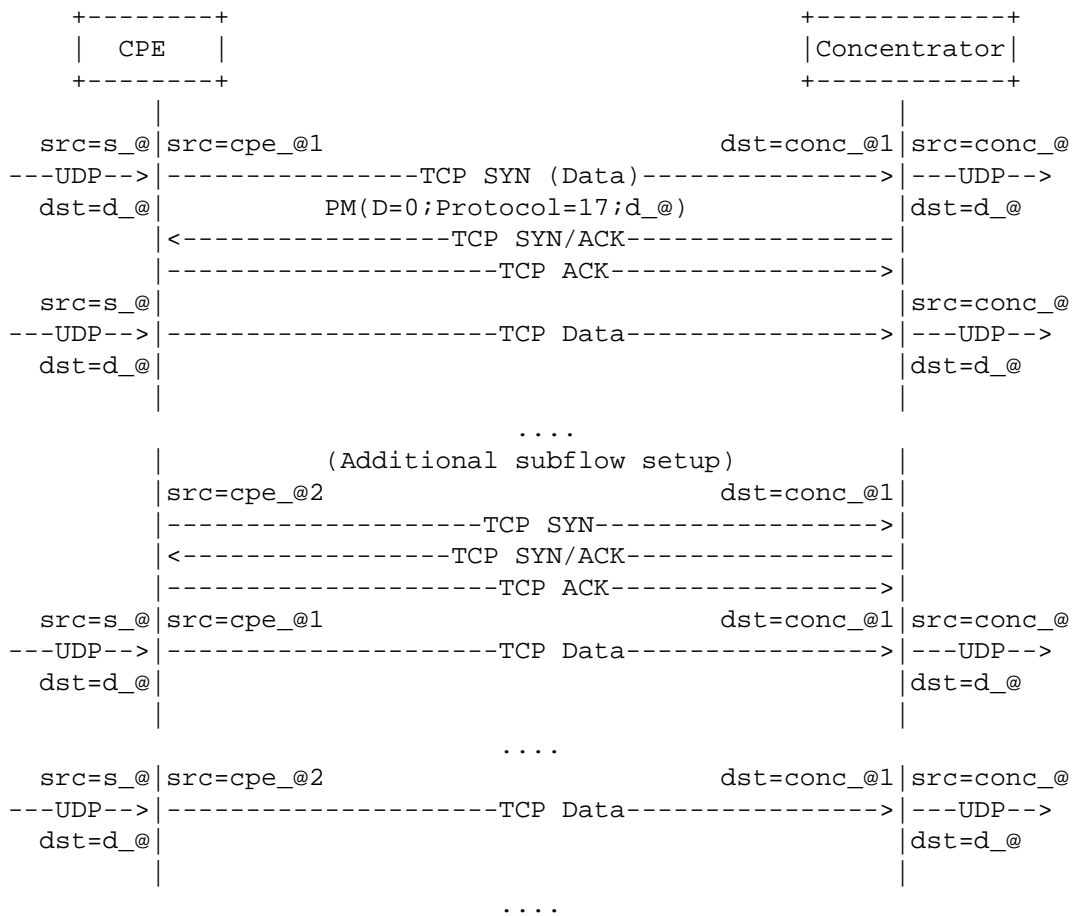 +--------+ +------------+
| CPE | |Concentrator|
+--------+ +------------+
| |
src=s_@|src=cpe_@1 dst=conc_@1|src=conc_@
---UDP-->|----------------TCP SYN (Data)--------------->|---UDP-->
dst=d_@| PM(D=0;Protocol=17;d_@) |dst=d_@
|<-----------------TCP SYN/ACK-----------------|
|---------------------TCP ACK----------------->|
src=s_@| |src=conc_@
---UDP-->|---------------------TCP Data---------------->|---UDP-->
dst=d_@| |dst=d_@
| |
....
| (Additional subflow setup) |
|src=cpe_@2 dst=conc_@1|
|--------------------TCP SYN------------------>|
|<-----------------TCP SYN/ACK-----------------|
|---------------------TCP ACK----------------->|
src=s_@|src=cpe_@1 dst=conc_@1|src=conc_@
---UDP-->|---------------------TCP Data---------------->|---UDP-->
dst=d_@| |dst=d_@
| |
....
src=s_@|src=cpe_@2 dst=conc_@1|src=conc_@
---UDP-->|---------------------TCP Data---------------->|---UDP-->
dst=d_@| |dst=d_@
| |
....